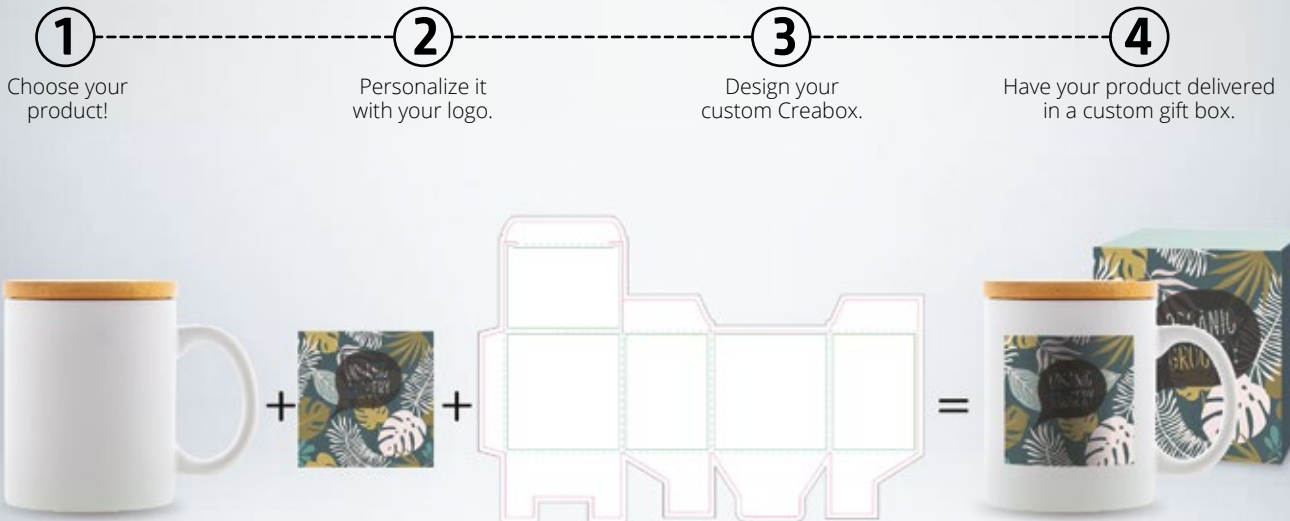 1
2
3
4
Choose your
product!
Personalize it
with your logo.
Design your
custom Creabox.
Have your product delivered
in a custom gift box.
+
+
=